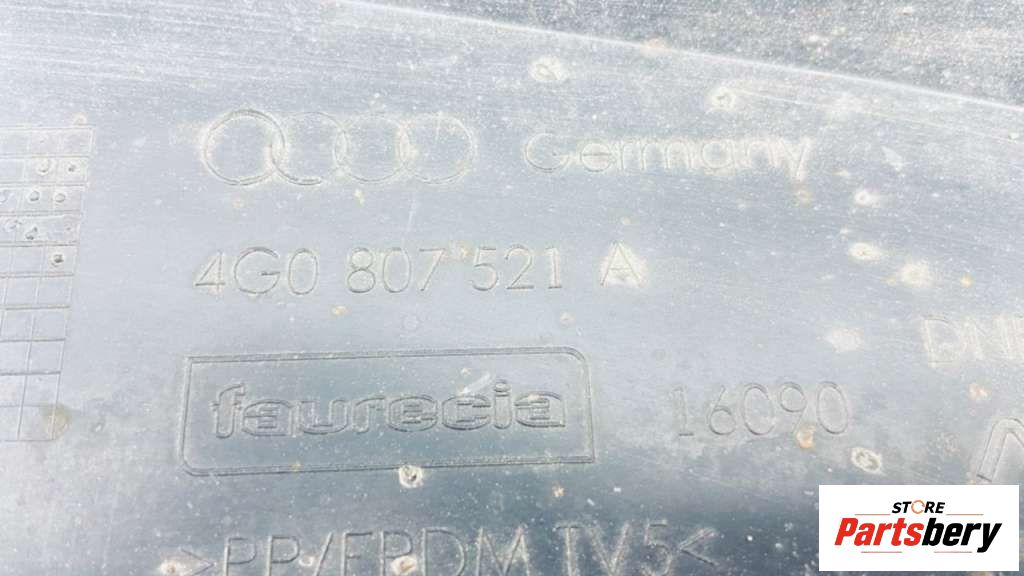 Germany
4G0 807 521 A
faurecia
16090
>PP/EPDM TV5<
STORE
Partsbery